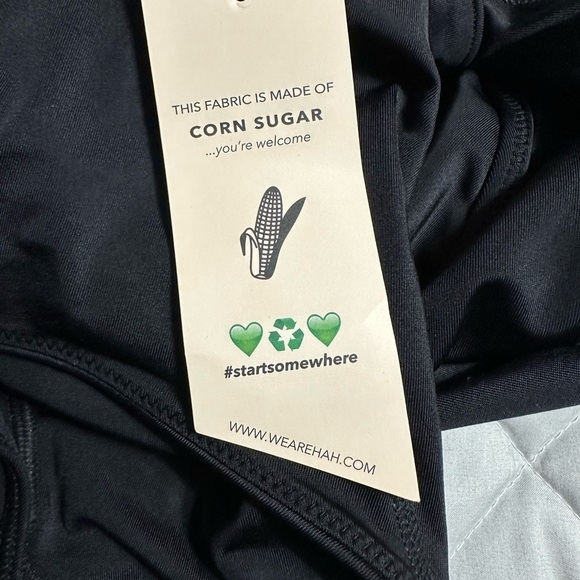 THIS FABRIC IS MADE OF
CORN SUGAR
...you're welcome
💚♻️💚
#startsomewhere
WWW.WEAREHAH.COM